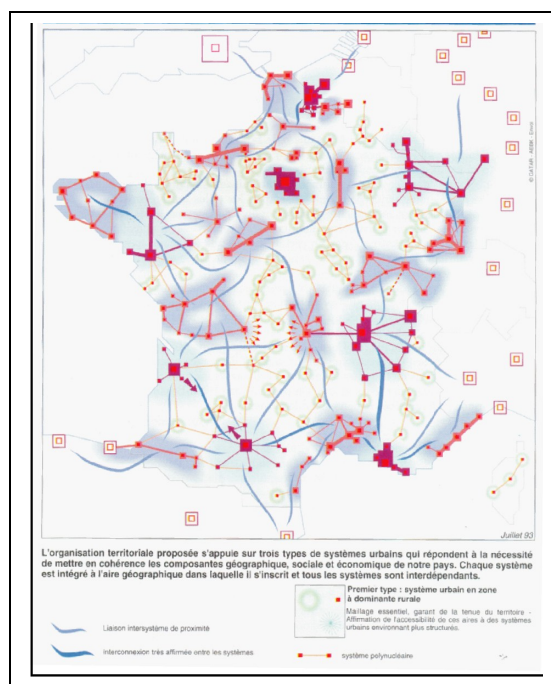 © DATAR - AEBK - Enviro
Juillet 93
L'organisation territoriale proposée s'appuie sur trois types de systèmes urbains qui répondent à la nécessité
de mettre en cohérence les composantes géographique, sociale et économique de notre pays. Chaque système
est intégré à l'aire géographique dans laquelle il s'inscrit et tous les systèmes sont interdépendants.
Premier type : système urbain en zone
à dominante rurale
Maillage essentiel, garant de la tenue du territoire -
Affirmation de l'accessibilité de ces aires à des systèmes
urbains environnant plus structurés.
Liaison intersystème de proximité
Interconnexion très affirmée entre les systèmes
système polynucléaire